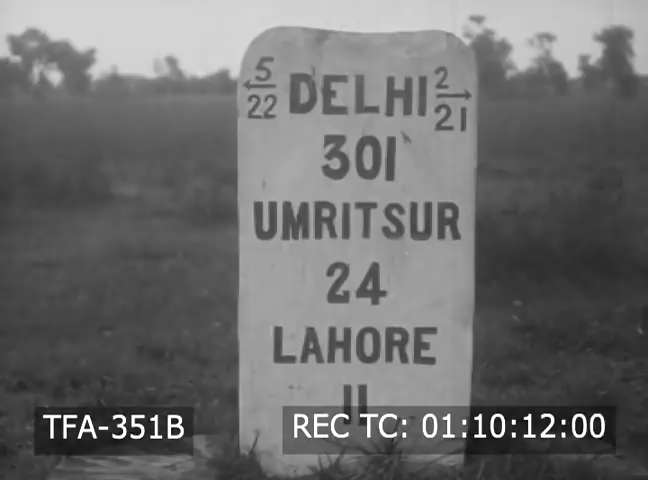 5/22 DELHI 2/21
301
UMRITSUR
24
LAHORE
11
TFA-351B REC TC: 01:10:12:00